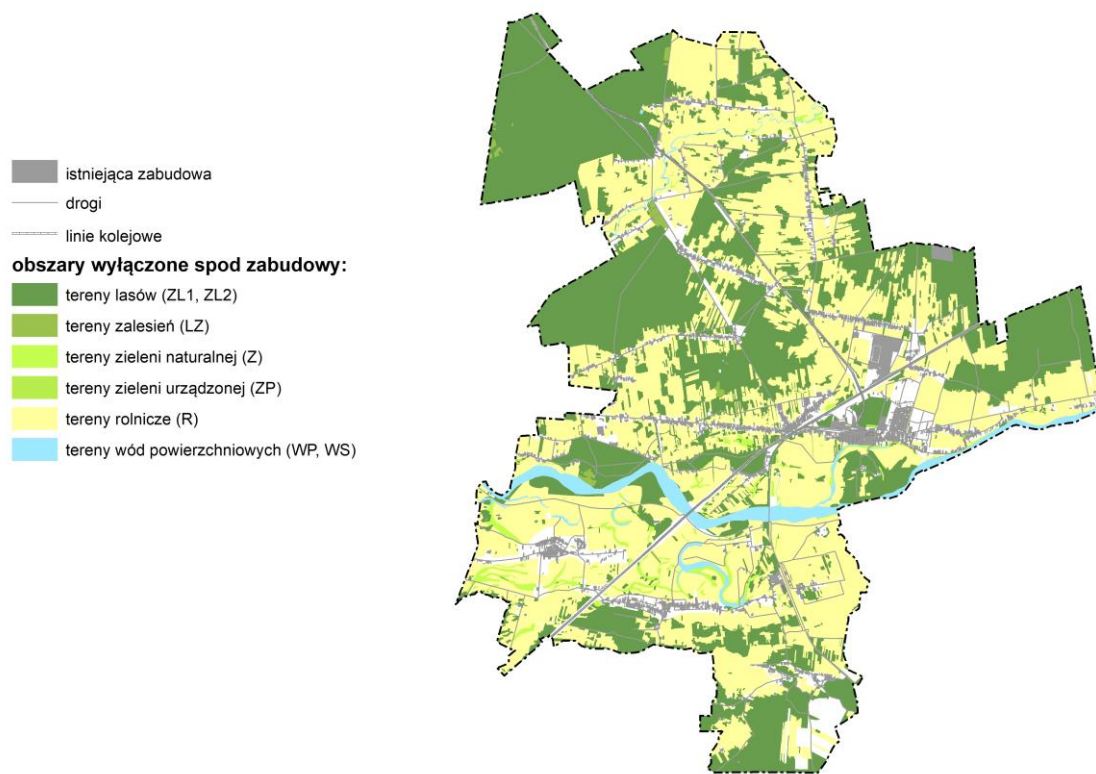 istniejąca zabudowa
drogi
linie kolejowe
obszary wyłączone spod zabudowy:
tereny lasów (ZL1, ZL2)
tereny zalesień (LZ)
tereny zieleni naturalnej (Z)
tereny zieleni urządzonej (ZP)
tereny rolnicze (R)
tereny wód powierzchniowych (WP, WS)